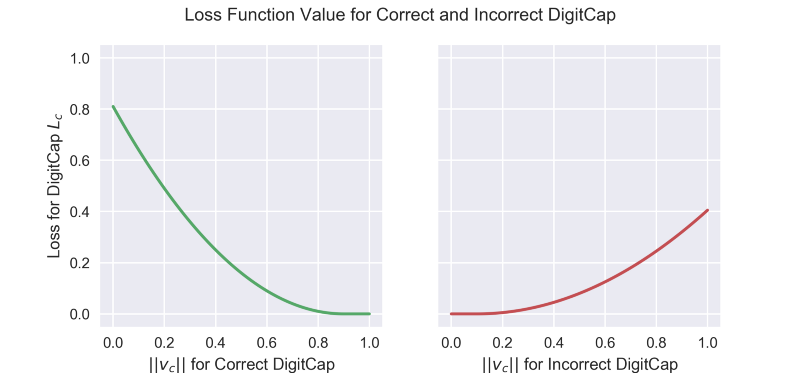 Loss Function Value for Correct and Incorrect DigitCap
Loss for DigitCap L_c
1.0
0.8
0.6
0.4
0.2
0.0
0.0 0.2 0.4 0.6 0.8 1.0
||v_c|| for Correct DigitCap
0.0 0.2 0.4 0.6 0.8 1.0
||v_c|| for Incorrect DigitCap